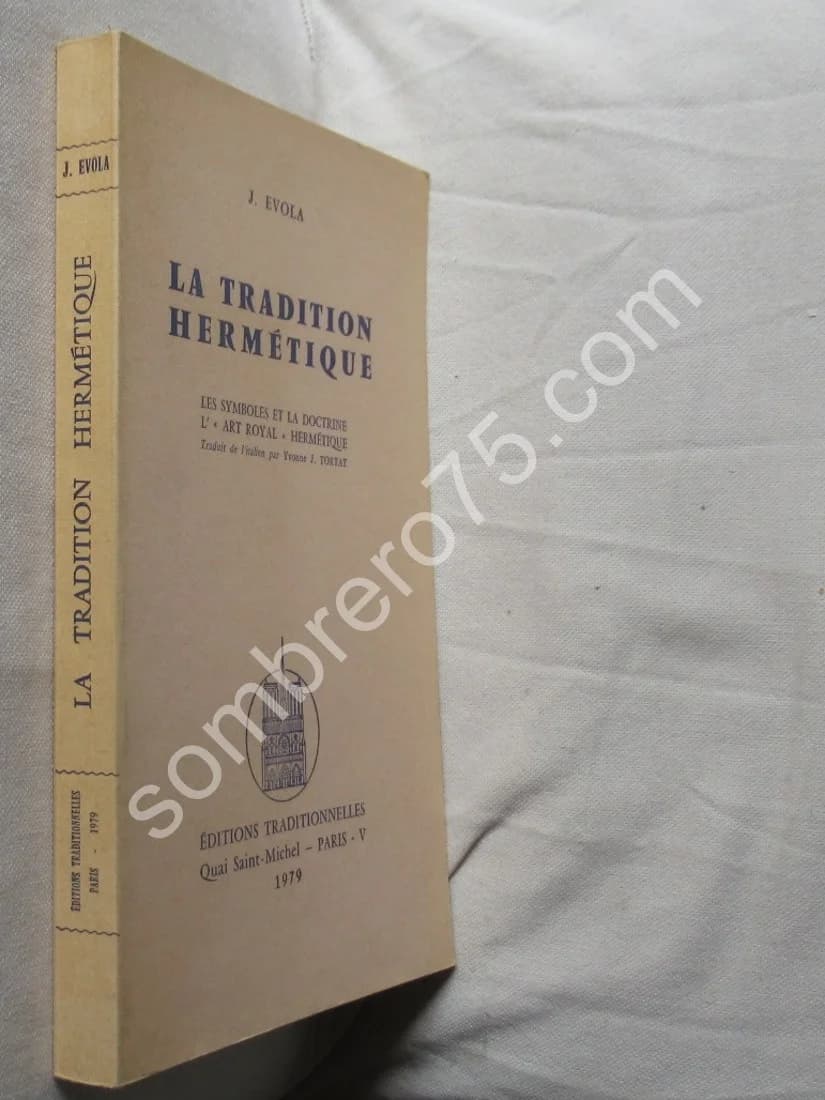 J. EVOLA
LA TRADITION HERMÉTIQUE
ÉDITIONS TRADITIONNELLES
PARIS - 1979
J. EVOLA
LA TRADITION
HERMÉTIQUE
LES SYMBOLES ET LA DOCTRINE
L' « ART ROYAL » HERMÉTIQUE
Traduit de l'italien par Yvonne J. TORTAT
ÉDITIONS TRADITIONNELLES
Quai Saint-Michel – PARIS - V
1979
sombrero75.com